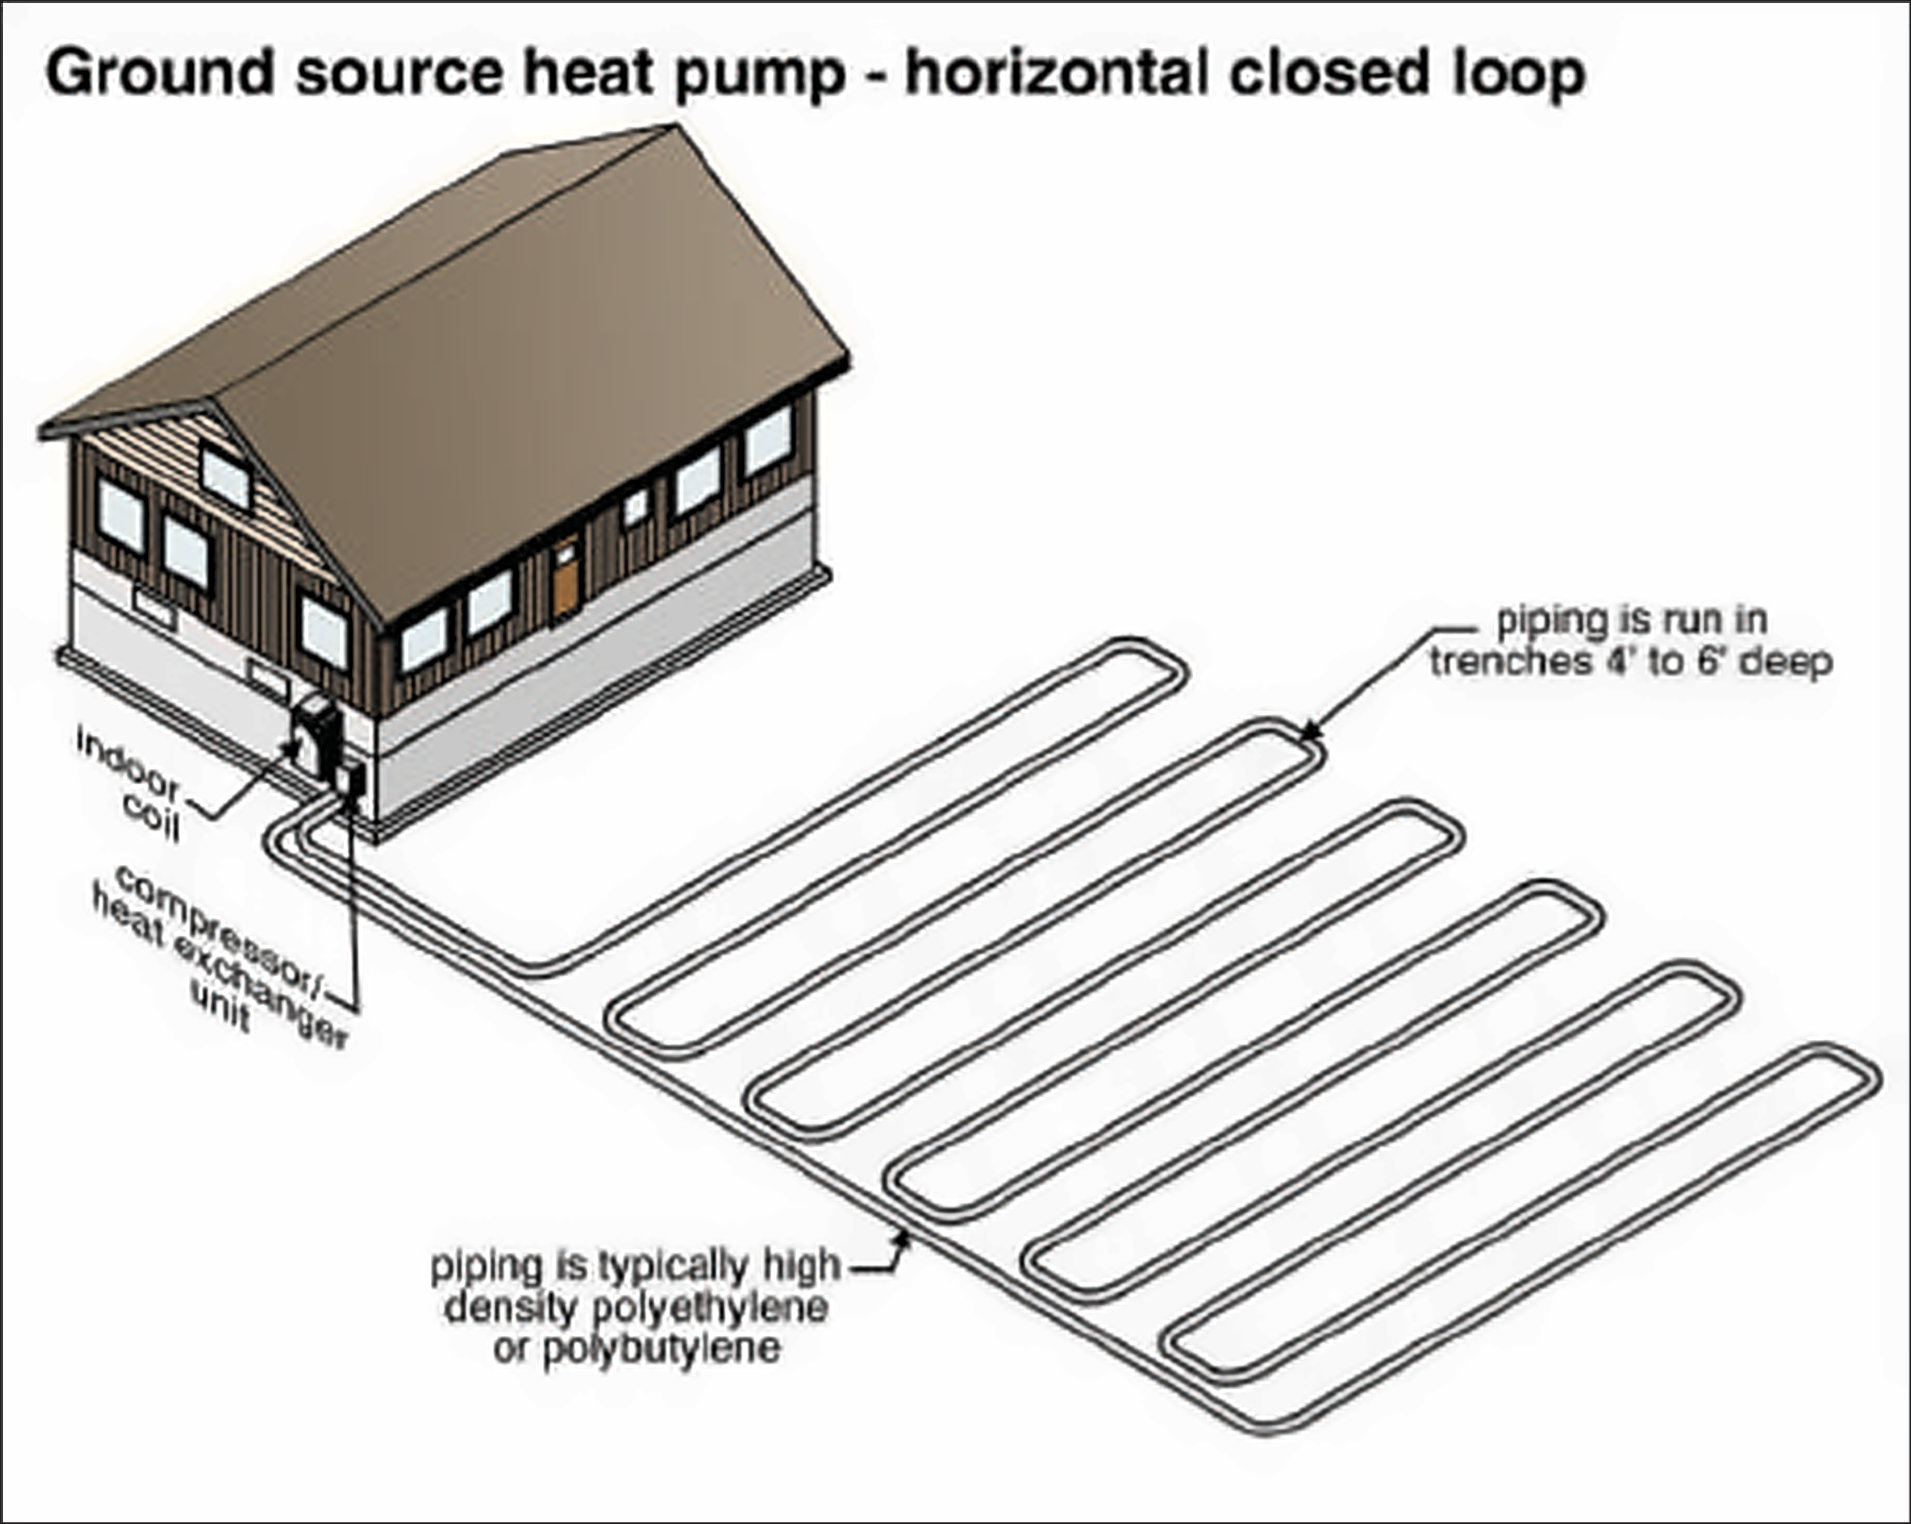 Ground source heat pump - horizontal closed loop
piping is run in
trenches 4' to 6' deep
indoor
coil
compressor/
heat exchanger
unit
piping is typically high
density polyethylene
or polybutylene